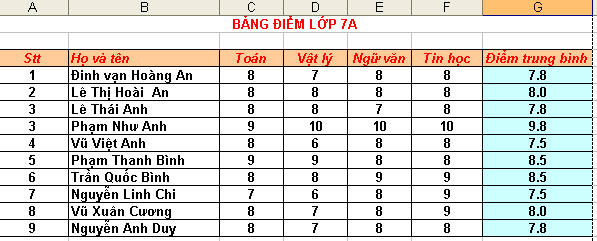 A B C D E F G
BẢNG ĐIỂM LỚP 7A
Stt Họ và tên Toán Vật lý Ngữ văn Tin học Điểm trung bình
1 Đinh vạn Hoàng An 8 7 8 8 7.8
2 Lê Thị Hoài An 8 8 8 8 8.0
3 Lê Thái Anh 8 8 7 8 7.8
3 Phạm Như Anh 9 10 10 10 9.8
4 Vũ Việt Anh 8 6 8 8 7.5
5 Phạm Thanh Bình 9 9 8 8 8.5
6 Trần Quốc Bình 8 8 9 9 8.5
7 Nguyễn Linh Chi 7 6 8 9 7.5
8 Vũ Xuân Cương 8 7 8 9 8.0
9 Nguyễn Anh Duy 8 7 8 8 7.8